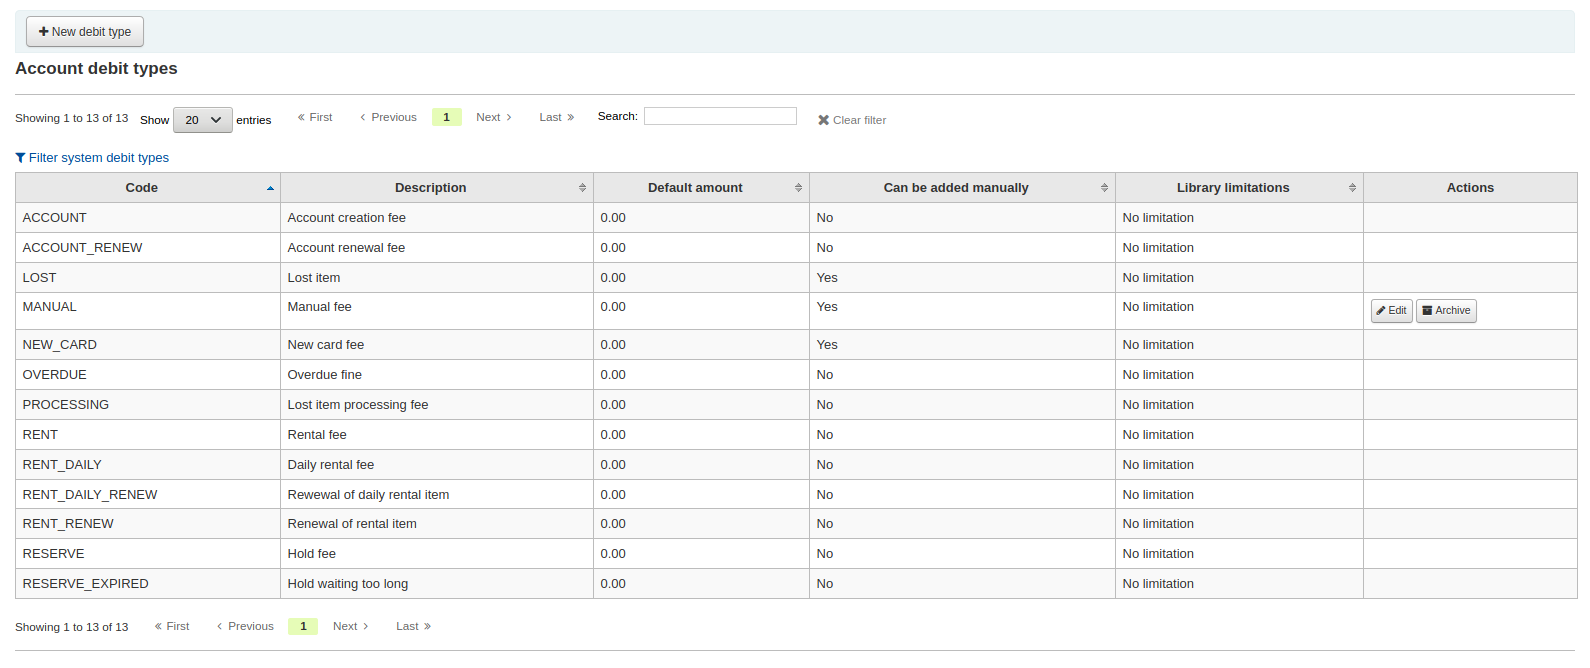 New debit type
Account debit types
Showing 1 to 13 of 13 Show 20 entries First Previous 1 Next Last Search: Clear filter
Filter system debit types
Code Description Default amount Can be added manually Library limitations Actions
ACCOUNT Account creation fee 0.00 No No limitation
ACCOUNT_RENEW Account renewal fee 0.00 No No limitation
LOST Lost item 0.00 Yes No limitation
MANUAL Manual fee 0.00 Yes No limitation Edit Archive
NEW_CARD New card fee 0.00 Yes No limitation
OVERDUE Overdue fine 0.00 No No limitation
PROCESSING Lost item processing fee 0.00 No No limitation
RENT Rental fee 0.00 No No limitation
RENT_DAILY Daily rental fee 0.00 No No limitation
RENT_DAILY_RENEW Rewewal of daily rental item 0.00 No No limitation
RENT_RENEW Renewal of rental item 0.00 No No limitation
RESERVE Hold fee 0.00 No No limitation
RESERVE_EXPIRED Hold waiting too long 0.00 No No limitation
Showing 1 to 13 of 13 First Previous 1 Next Last